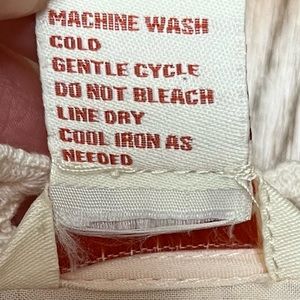 MACHINE WASH
COLD
GENTLE CYCLE
DO NOT BLEACH
LINE DRY
COOL IRON AS
NEEDED